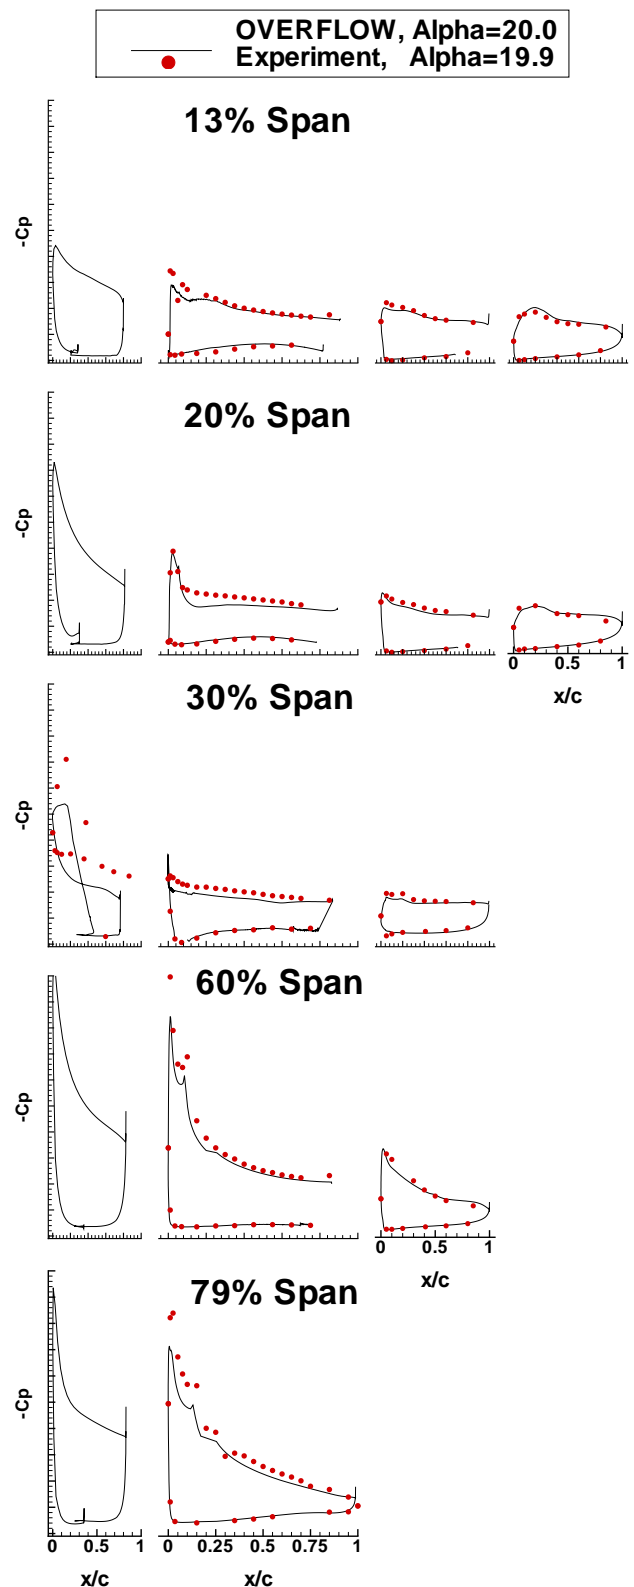 OVERFLOW, Alpha=20.0
Experiment, Alpha=19.9
13% Span
-Cp
20% Span
-Cp
0 0.5 1
x/c
30% Span
-Cp
60% Span
-Cp
0 0.5 1
x/c
79% Span
-Cp
0 0.5 1 0 0.25 0.5 0.75 1
x/c x/c